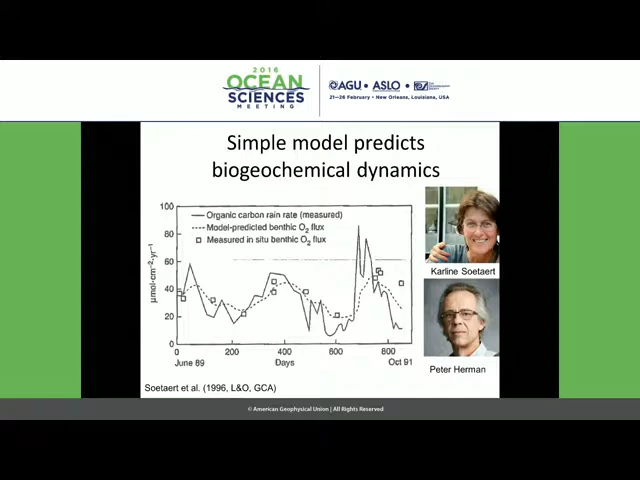 2016
OCEAN
SCIENCES
MEETING
AGU • ASLO •
21–26 February • New Orleans, Louisiana, USA
Simple model predicts
biogeochemical dynamics
100
80
60
40
20
0
μmol·cm⁻²·yr⁻¹
Organic carbon rain rate (measured)
Model-predicted benthic O₂ flux
Measured in situ benthic O₂ flux
0 200 400 600 800
June 89 Days Oct 91
Karline Soetaert
Peter Herman
Soetaert et al. (1996, L&O, GCA)
© American Geophysical Union | All Rights Reserved